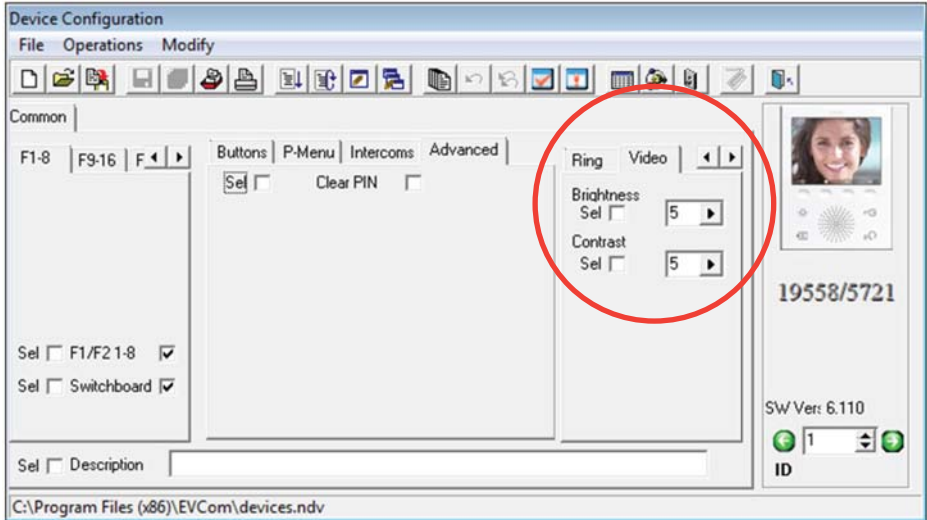 Device Configuration
File Operations Modify
Common
F1-8 F9-16 F
Buttons P-Menu Intercoms Advanced
Sel Clear PIN
Ring Video
Brightness
Sel 5
Contrast
Sel 5
19558/5721
Sel F1/F2 1-8
Sel Switchboard
SW Ver: 6.110
1
ID
Sel Description
C:\Program Files (x86)\EVCom\devices.ndv